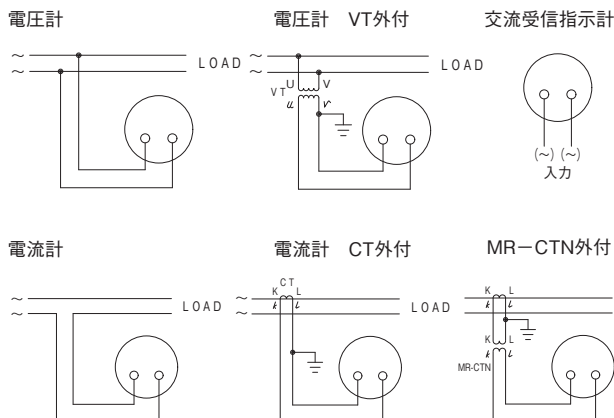 電圧計
電圧計 VT外付
交流受信指示計
~
~
LOAD
~
~
U V
VT
u v
LOAD
(~) (~)
入力
電流計
電流計 CT外付
MR-CTN外付
~
~
LOAD
~
~
CT
K L
k l
LOAD
K L
k l
K L
k l
MR-CTN